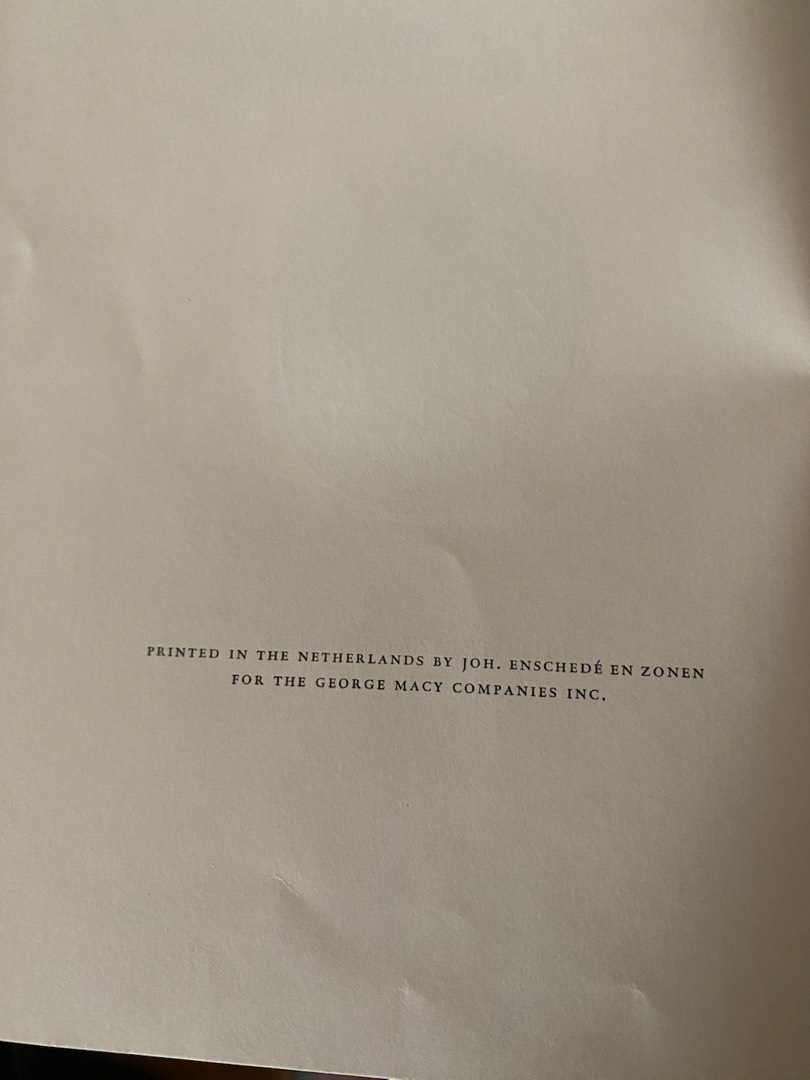 PRINTED IN THE NETHERLANDS BY JOH. ENSCHEDÉ EN ZONEN
FOR THE GEORGE MACY COMPANIES INC.